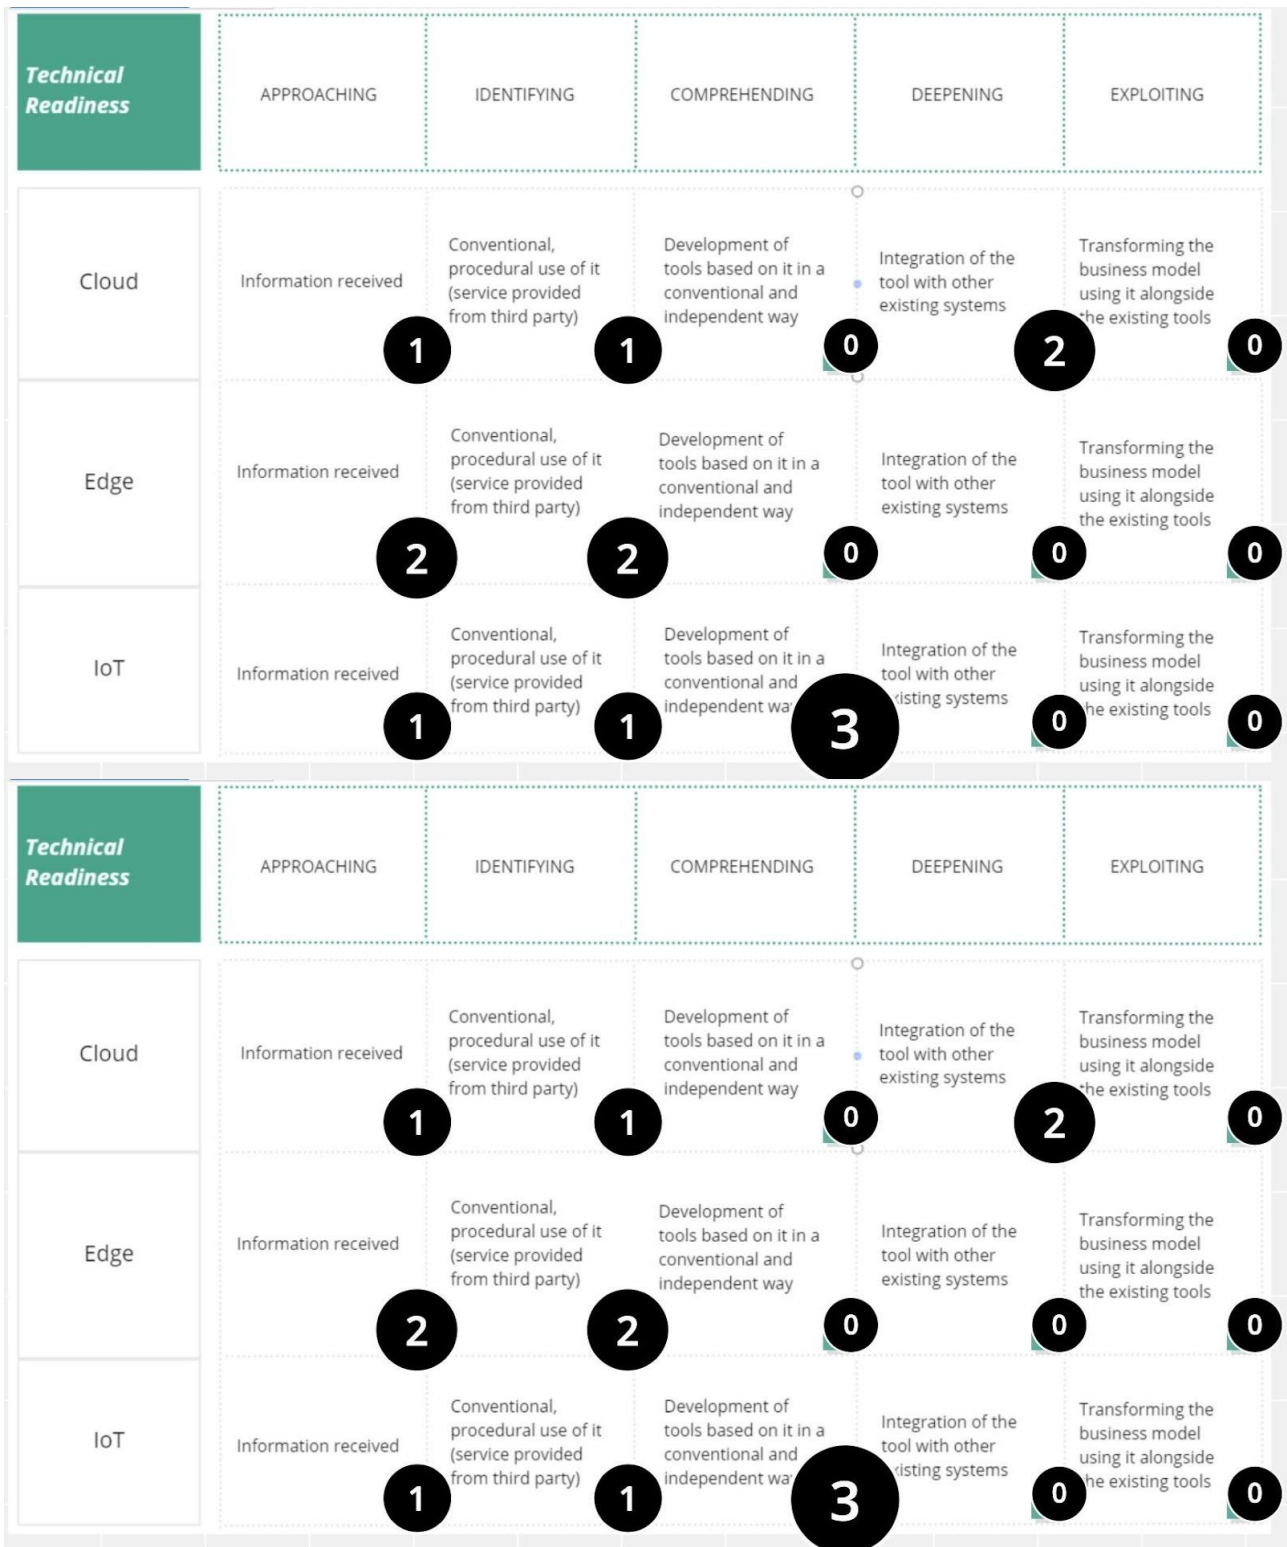 Technical
Readiness
APPROACHING
IDENTIFYING
COMPREHENDING
DEEPENING
EXPLOITING
Cloud
Information received
Conventional,
procedural use of it
(service provided
from third party)
Development of
tools based on it in a
conventional and
independent way
Integration of the
tool with other
existing systems
Transforming the
business model
using it alongside
the existing tools
1
1
0
2
0
Edge
Information received
Conventional,
procedural use of it
(service provided
from third party)
Development of
tools based on it in a
conventional and
independent way
Integration of the
tool with other
existing systems
Transforming the
business model
using it alongside
the existing tools
2
2
0
0
0
IoT
Information received
Conventional,
procedural use of it
(service provided
from third party)
Development of
tools based on it in a
conventional and
independent way
Integration of the
tool with other
existing systems
Transforming the
business model
using it alongside
the existing tools
1
1
3
0
0
Technical
Readiness
APPROACHING
IDENTIFYING
COMPREHENDING
DEEPENING
EXPLOITING
Cloud
Information received
Conventional,
procedural use of it
(service provided
from third party)
Development of
tools based on it in a
conventional and
independent way
Integration of the
tool with other
existing systems
Transforming the
business model
using it alongside
the existing tools
1
1
0
2
0
Edge
Information received
Conventional,
procedural use of it
(service provided
from third party)
Development of
tools based on it in a
conventional and
independent way
Integration of the
tool with other
existing systems
Transforming the
business model
using it alongside
the existing tools
2
2
0
0
0
IoT
Information received
Conventional,
procedural use of it
(service provided
from third party)
Development of
tools based on it in a
conventional and
independent way
Integration of the
tool with other
existing systems
Transforming the
business model
using it alongside
the existing tools
1
1
3
0
0